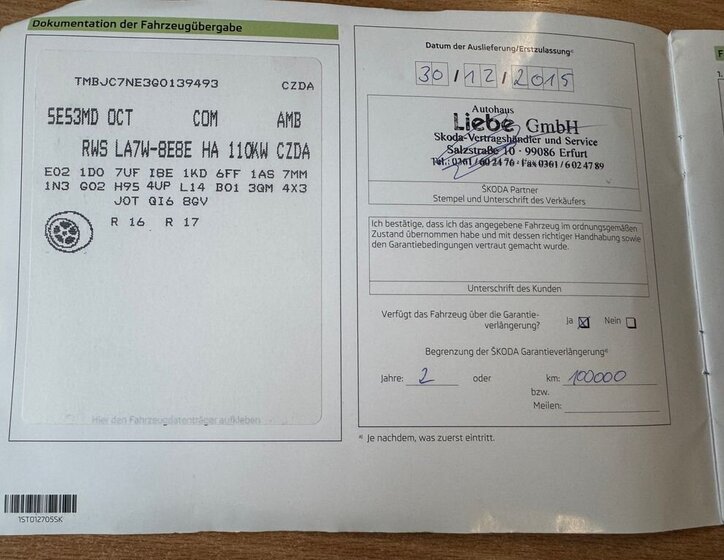 Dokumentation der Fahrzeugübergabe
TMBJC7NE3G0139493 CZDA
5E53MD OCT COM AMB
RWS LA7W-8E8E HA 110KW CZDA
E02 1D0 7UF I8E 1KD 6FF 1AS 7MM
1N3 G02 H95 4UP L14 B01 3QM 4X3
J0T QI6 8GV
R 16 R 17
Hier den Fahrzeugdatenträger aufkleben
1ST012705SK
Datum der Auslieferung/Erstzulassung
30/12/2015
Autohaus
Liebe GmbH
Skoda-Vertragshändler und Service
Salzstraße 10 · 99086 Erfurt
Tel.: 0361 / 60 24 76 · Fax 0361 / 6 02 47 89
ŠKODA Partner
Stempel und Unterschrift des Verkäufers
Ich bestätige, dass ich das angegebene Fahrzeug im ordnungsgemäßen
Zustand übernommen habe und mit dessen richtiger Handhabung sowie
den Garantiebedingungen vertraut gemacht wurde.
Unterschrift des Kunden
Verfügt das Fahrzeug über die Garantie-
verlängerung? Ja ☒ Nein ☐
Begrenzung der ŠKODA Garantieverlängerung a)
Jahre: 2 oder km: 100000
bzw.
Meilen:
a) Je nachdem, was zuerst eintritt.
F
1.